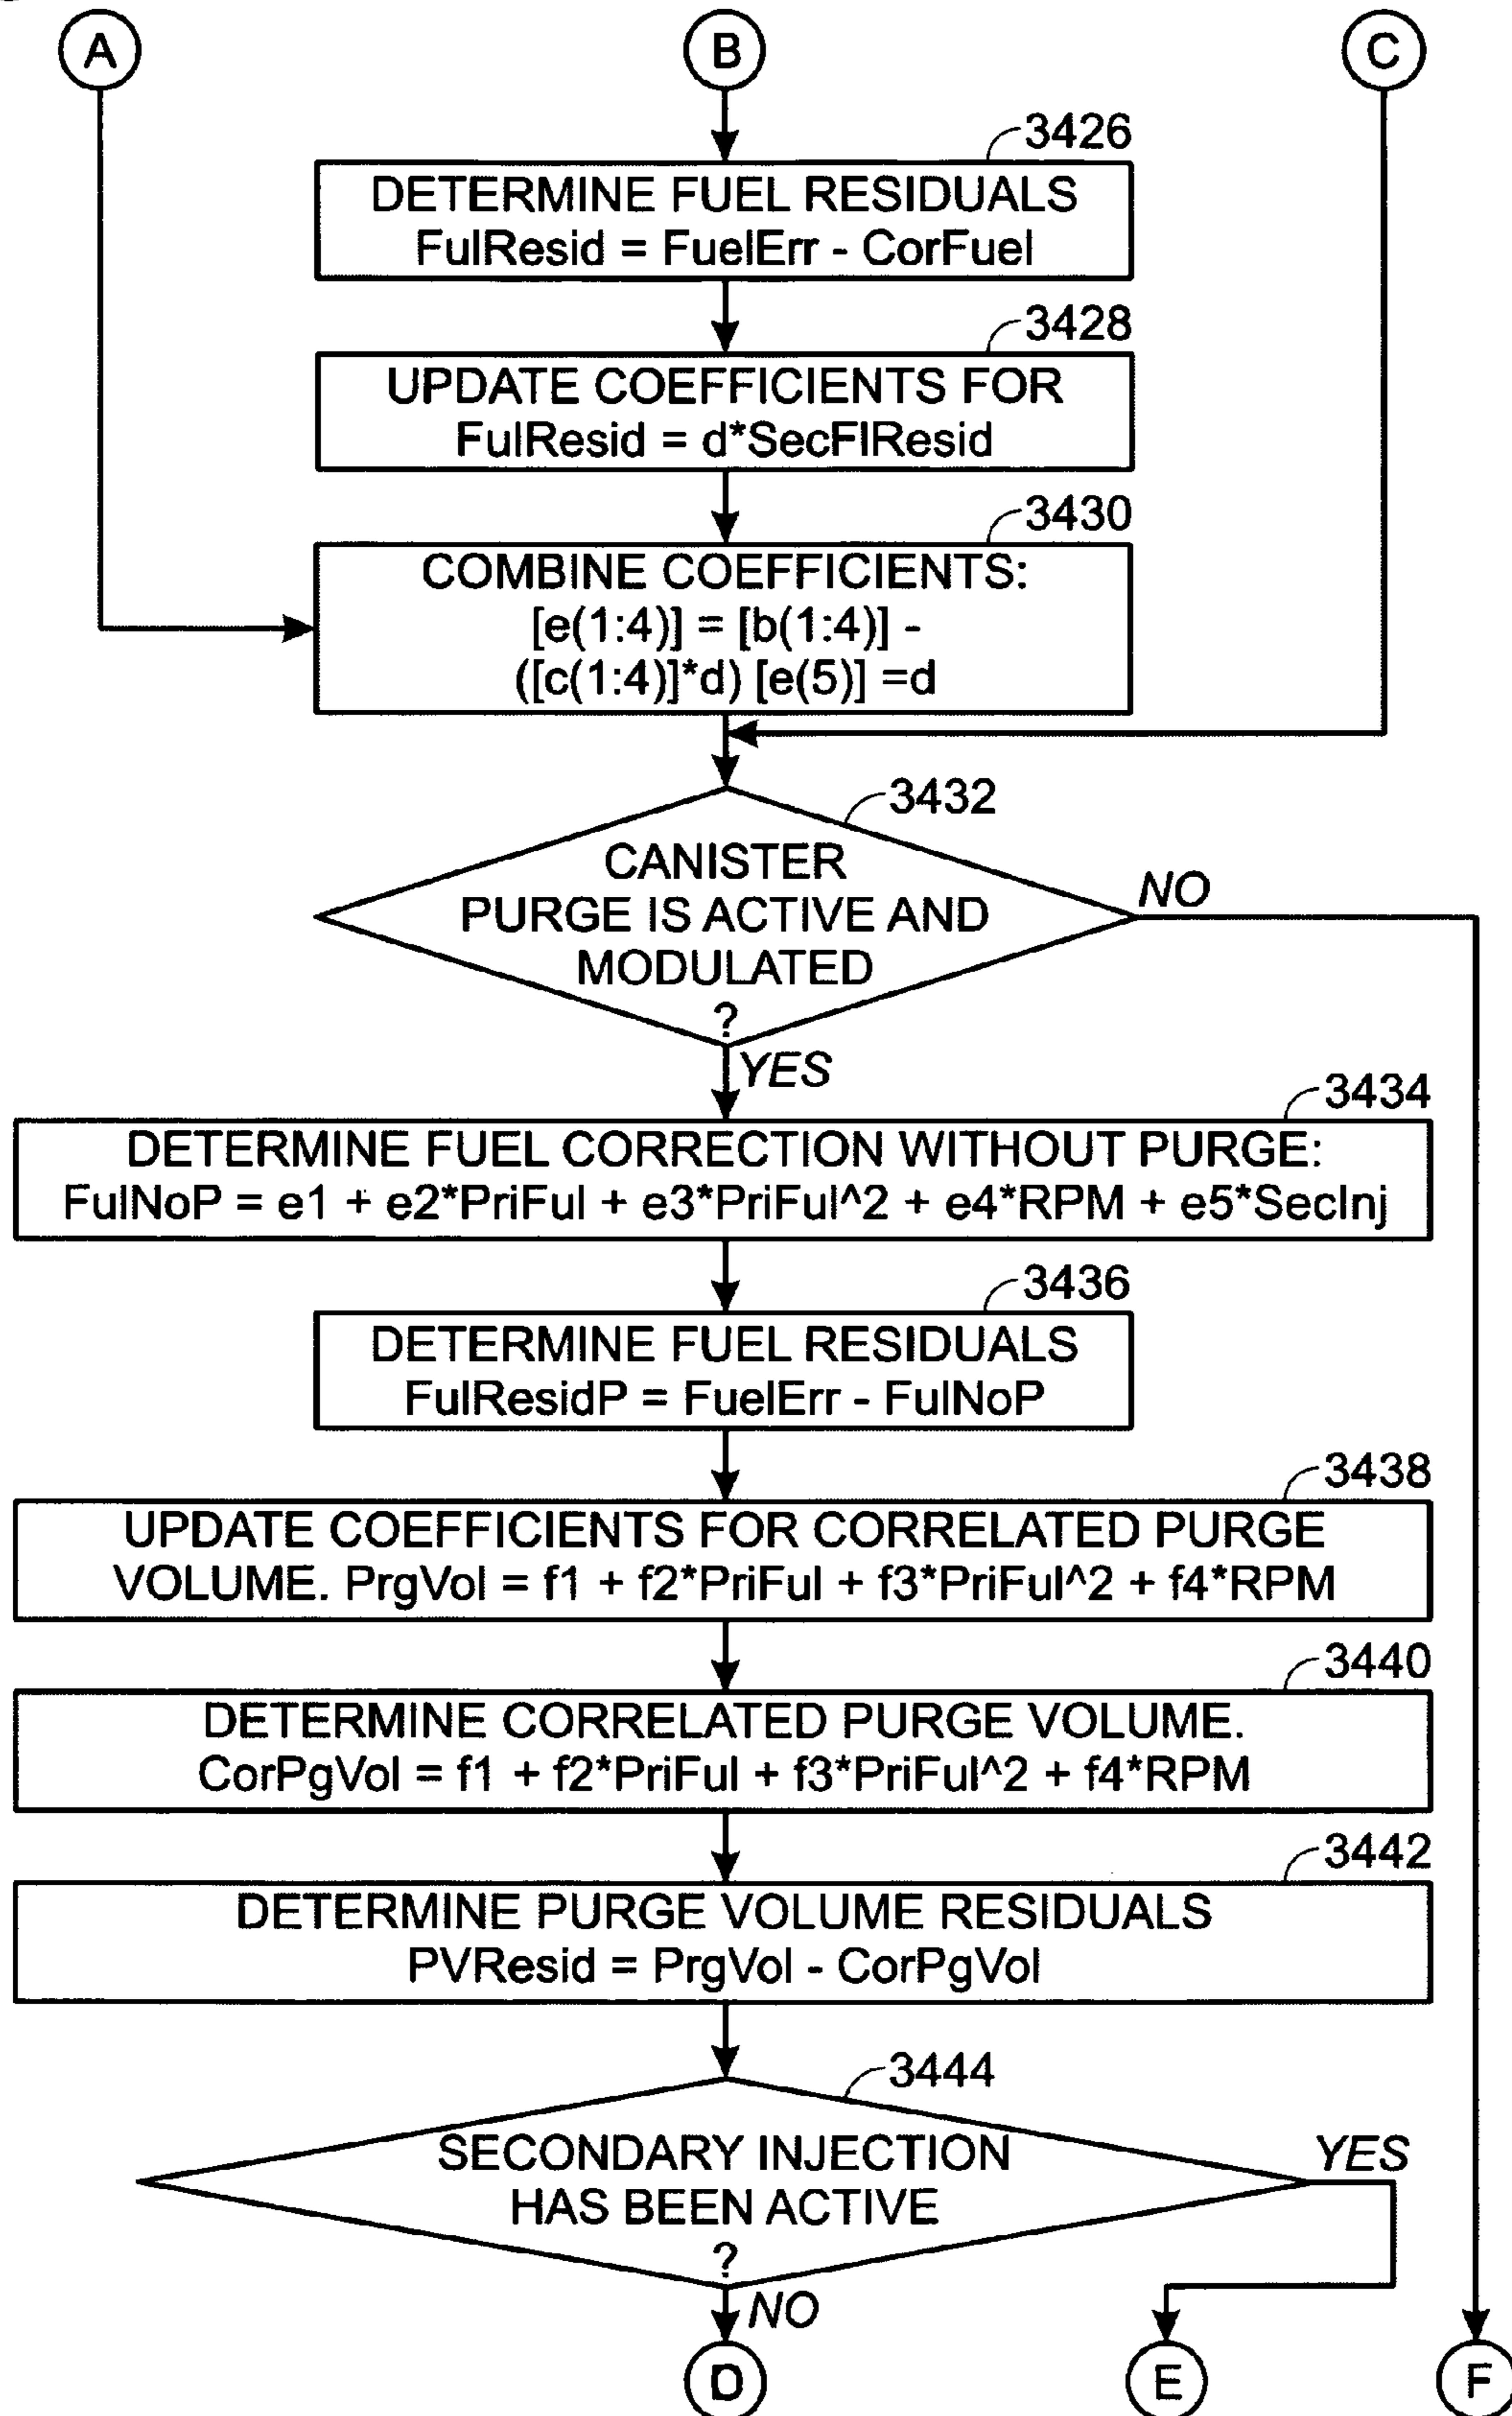 A
B
C
3426
DETERMINE FUEL RESIDUALS
FulResid = FuelErr - CorFuel
3428
UPDATE COEFFICIENTS FOR
FulResid = d*SecFlResid
3430
COMBINE COEFFICIENTS:
[e(1:4)] = [b(1:4)] -
([c(1:4)]*d) [e(5)] =d
3432
CANISTER
PURGE IS ACTIVE AND
MODULATED
?
NO
YES
3434
DETERMINE FUEL CORRECTION WITHOUT PURGE:
FulNoP = e1 + e2*PriFul + e3*PriFul^2 + e4*RPM + e5*SecInj
3436
DETERMINE FUEL RESIDUALS
FulResidP = FuelErr - FulNoP
3438
UPDATE COEFFICIENTS FOR CORRELATED PURGE
VOLUME. PrgVol = f1 + f2*PriFul + f3*PriFul^2 + f4*RPM
3440
DETERMINE CORRELATED PURGE VOLUME.
CorPgVol = f1 + f2*PriFul + f3*PriFul^2 + f4*RPM
3442
DETERMINE PURGE VOLUME RESIDUALS
PVResid = PrgVol - CorPgVol
3444
SECONDARY INJECTION
HAS BEEN ACTIVE
?
YES
NO
D
E
F